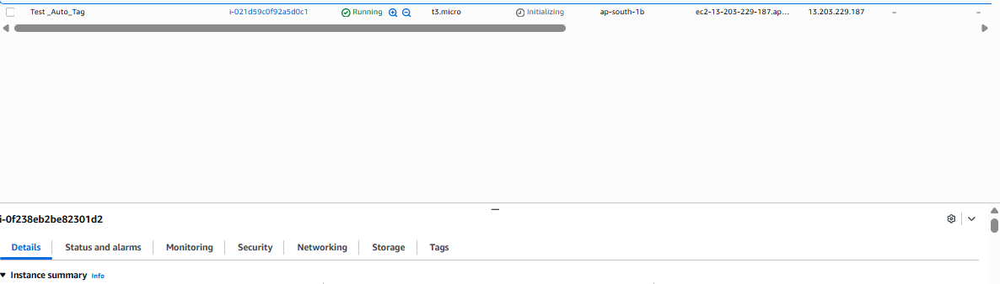 Test _Auto_Tag i-021d59c0f92a5d0c1 Running t3.micro Initializing ap-south-1b ec2-13-203-229-187.ap... 13.203.229.187 – –
i-0f238eb2be82301d2
Details Status and alarms Monitoring Security Networking Storage Tags
Instance summary Info